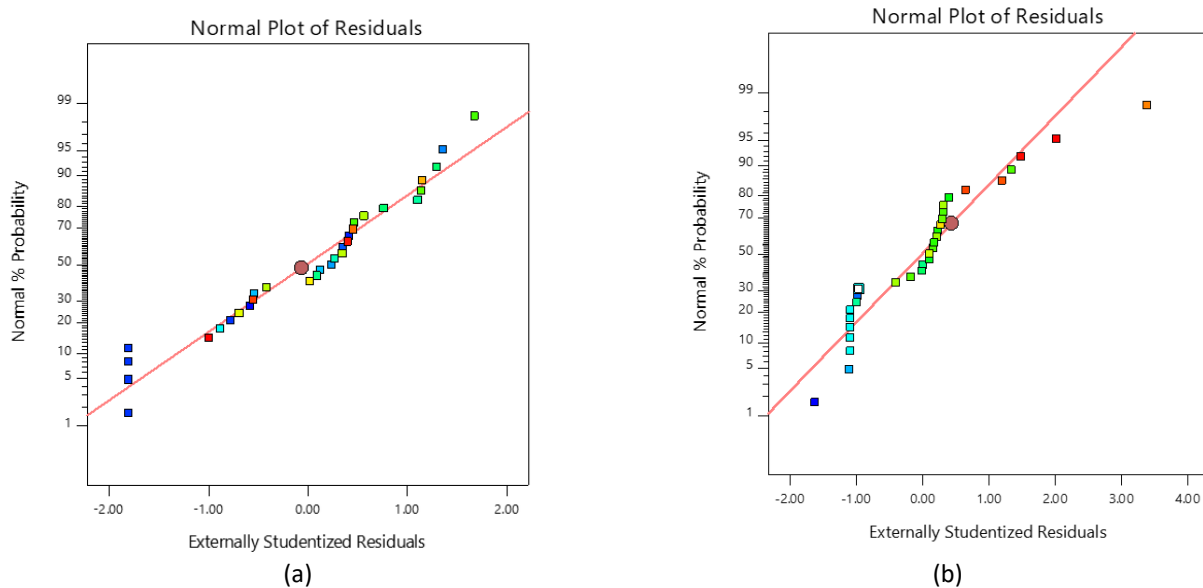 Normal Plot of Residuals
Normal % Probability
99
95
90
80
70
50
30
20
10
5
1
-2.00 -1.00 0.00 1.00 2.00
Externally Studentized Residuals
(a)
Normal Plot of Residuals
Normal % Probability
99
95
90
80
70
50
30
20
10
5
1
-2.00 -1.00 0.00 1.00 2.00 3.00 4.00
Externally Studentized Residuals
(b)